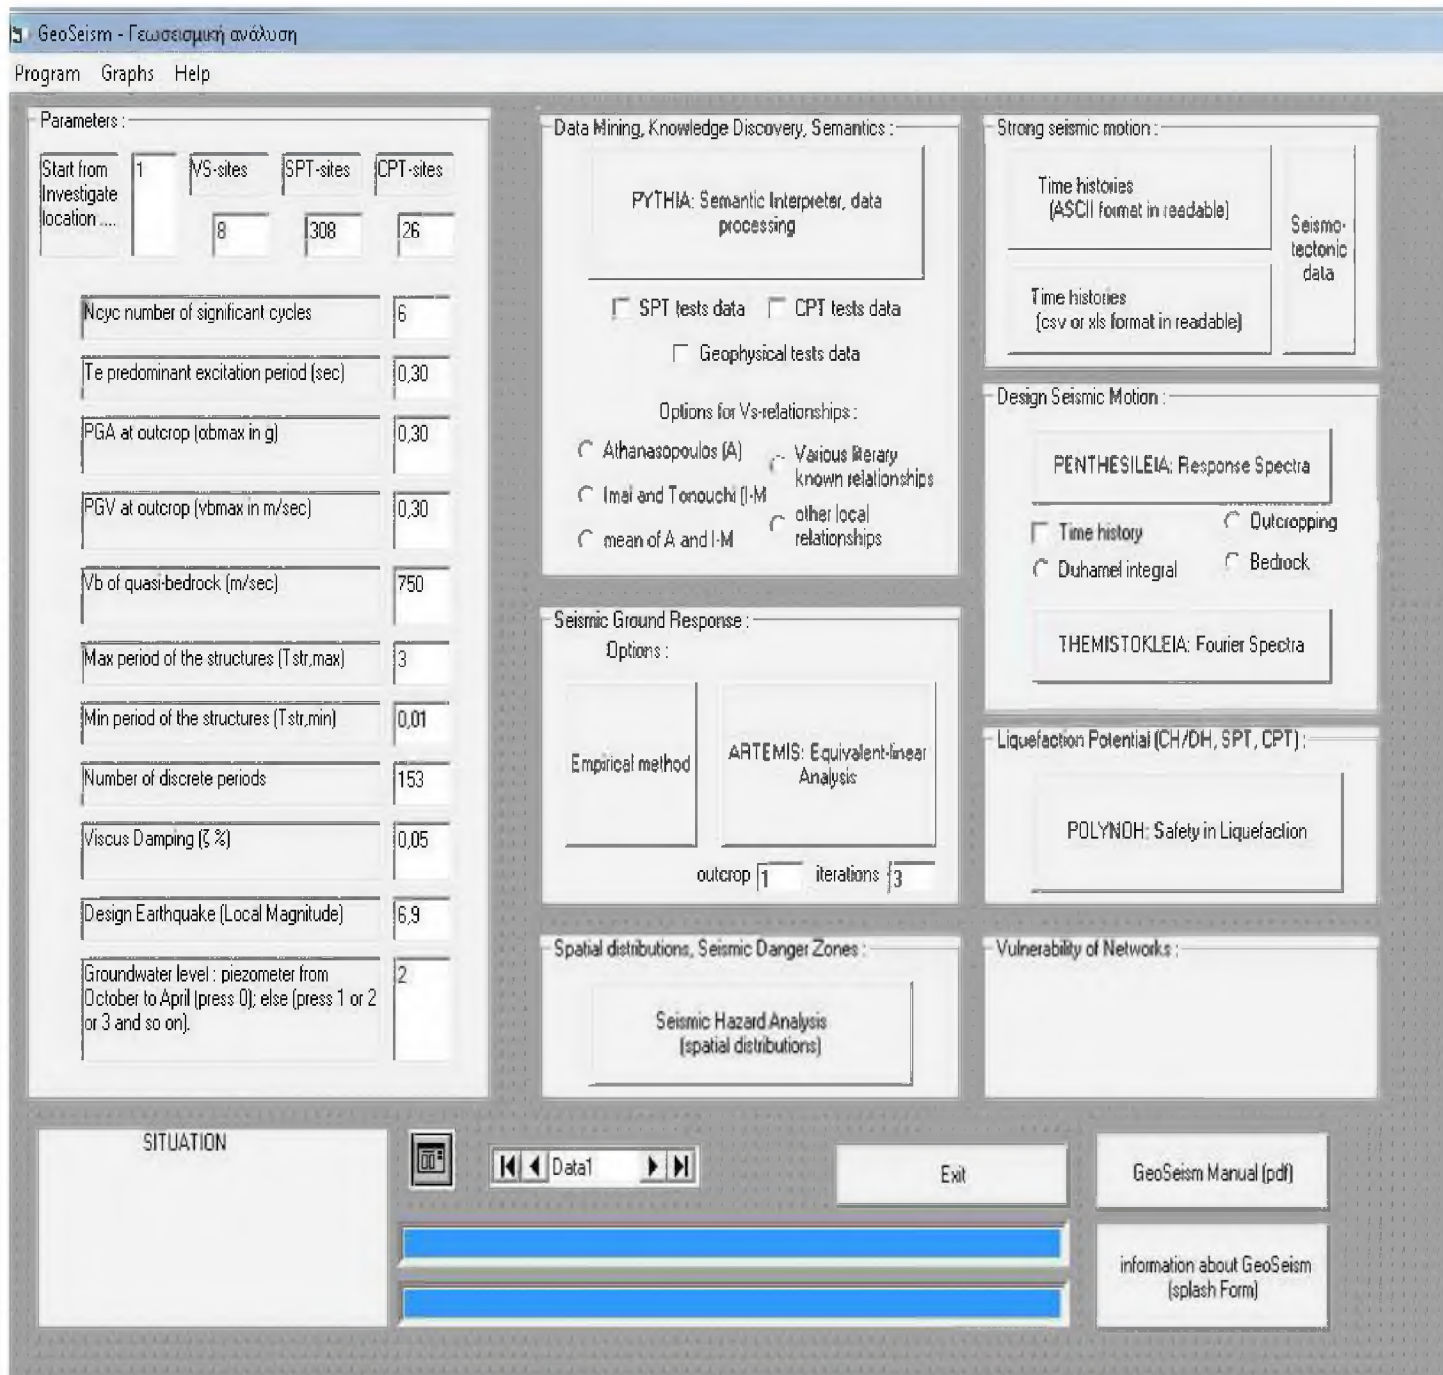 GeoSeism - Γεωσεισμική ανάλυση
Program Graphs Help
Parameters :
Start from
Investigate
location ....
1
VS-sites
SPT-sites
CPT-sites
8
308
26
Ncyc number of significant cycles
6
Te predominant excitation period (sec)
0,30
PGA at outcrop (αbmax in g)
0,30
PGV at outcrop (vbmax in m/sec)
0,30
Vb of quasi-bedrock (m/sec)
750
Max period of the structures (Tstr,max)
3
Min period of the structures (Tstr,min)
0,01
Number of discrete periods
153
Viscus Damping (ζ %)
0,05
Design Earthquake (Local Magnitude)
6,9
Groundwater level : piezometer from
October to April (press 0); else (press 1 or 2
or 3 and so on).
2
Data Mining, Knowledge Discovery, Semantics :
PYTHIA: Semantic Interpreter, data
processing
SPT tests data
CPT tests data
Geophysical tests data
Options for Vs-relationships :
Athanasopoulos (A)
Imai and Tonouchi (I-M
mean of A and I-M
Various literary
known relationships
other local
relationships
Seismic Ground Response :
Options :
Empirical method
ARTEMIS: Equivalent-linear
Analysis
outcrop 1
iterations 3
Spatial distributions, Seismic Danger Zones :
Seismic Hazard Analysis
(spatial distributions)
Strong seismic motion :
Time histories
(ASCII format in readable)
Time histories
(csv or xls format in readable)
Seismo-
tectonic
data
Design Seismic Motion :
PENTHESILEIA: Response Spectra
Time history
Duhamel integral
Outcropping
Bedrock
THEMISTOKLEIA: Fourier Spectra
Liquefaction Potential (CH/DH, SPT, CPT) :
POLYNOH: Safety in Liquefaction
Vulnerability of Networks :
SITUATION
Data1
Exit
GeoSeism Manual (pdf)
information about GeoSeism
(splash Form)